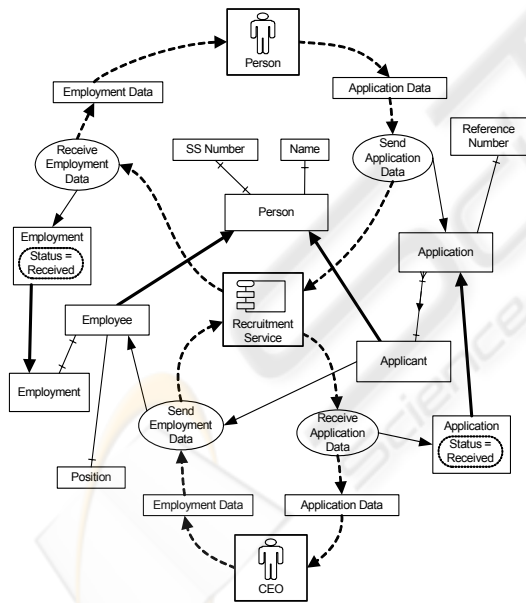 Person
Employment Data
Application Data
SS Number
Name
Reference
Number
Receive
Employment
Data
Send
Application
Data
Person
Employment
Status =
Received
Application
Employee
Recruitment
Service
Applicant
Employment
Send
Employment
Data
Receive
Application
Data
Application
Status =
Received
Position
Employment Data
Application Data
CEO